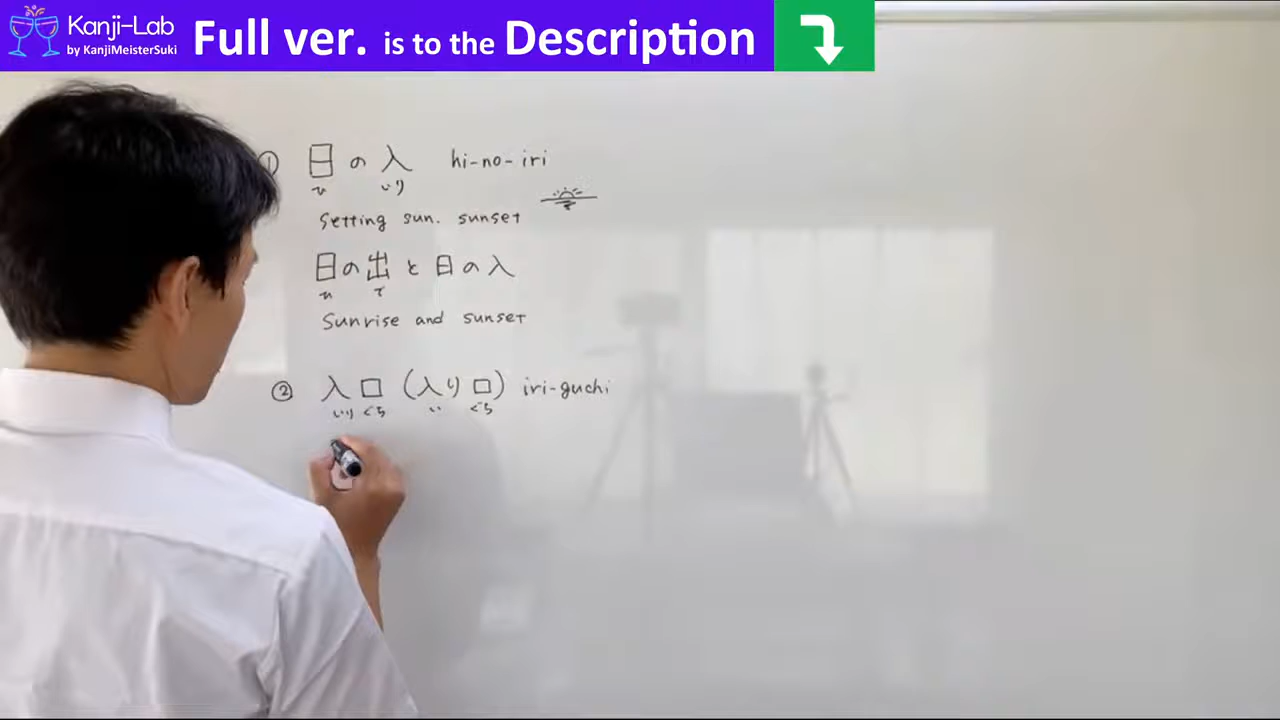 Kanji-Lab
by KanjiMeisterSuki
Full ver. is to the Description
① 日の入 hi-no-iri
ひ いり
Setting sun. sunset
日の出と日の入
ひ で
Sunrise and sunset
② 入口 (入り口) iri-guchi
いり ぐち い ぐち